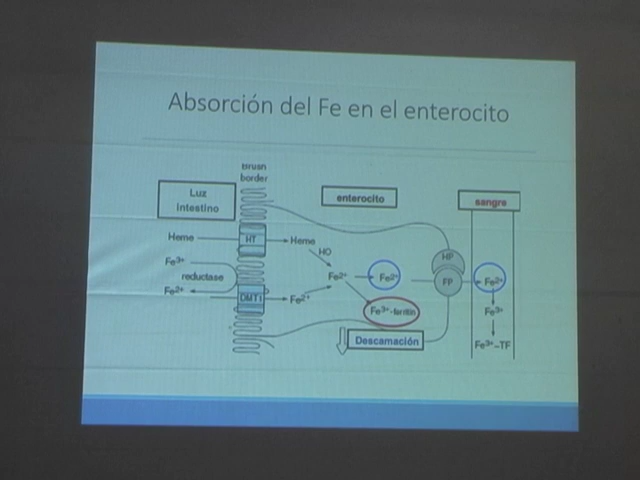 Absorción del Fe en el enterocito
Brush
border
Luz
intestino
enterocito
sangre
Heme
HT
Heme
HO
HP
Fe³⁺
reductase
Fe²⁺
DMT1
Fe²⁺
Fe²⁺
Fe²⁺
FP
Fe²⁺
Fe³⁺-ferritin
Fe³⁺
Descamación
Fe³⁺-TF